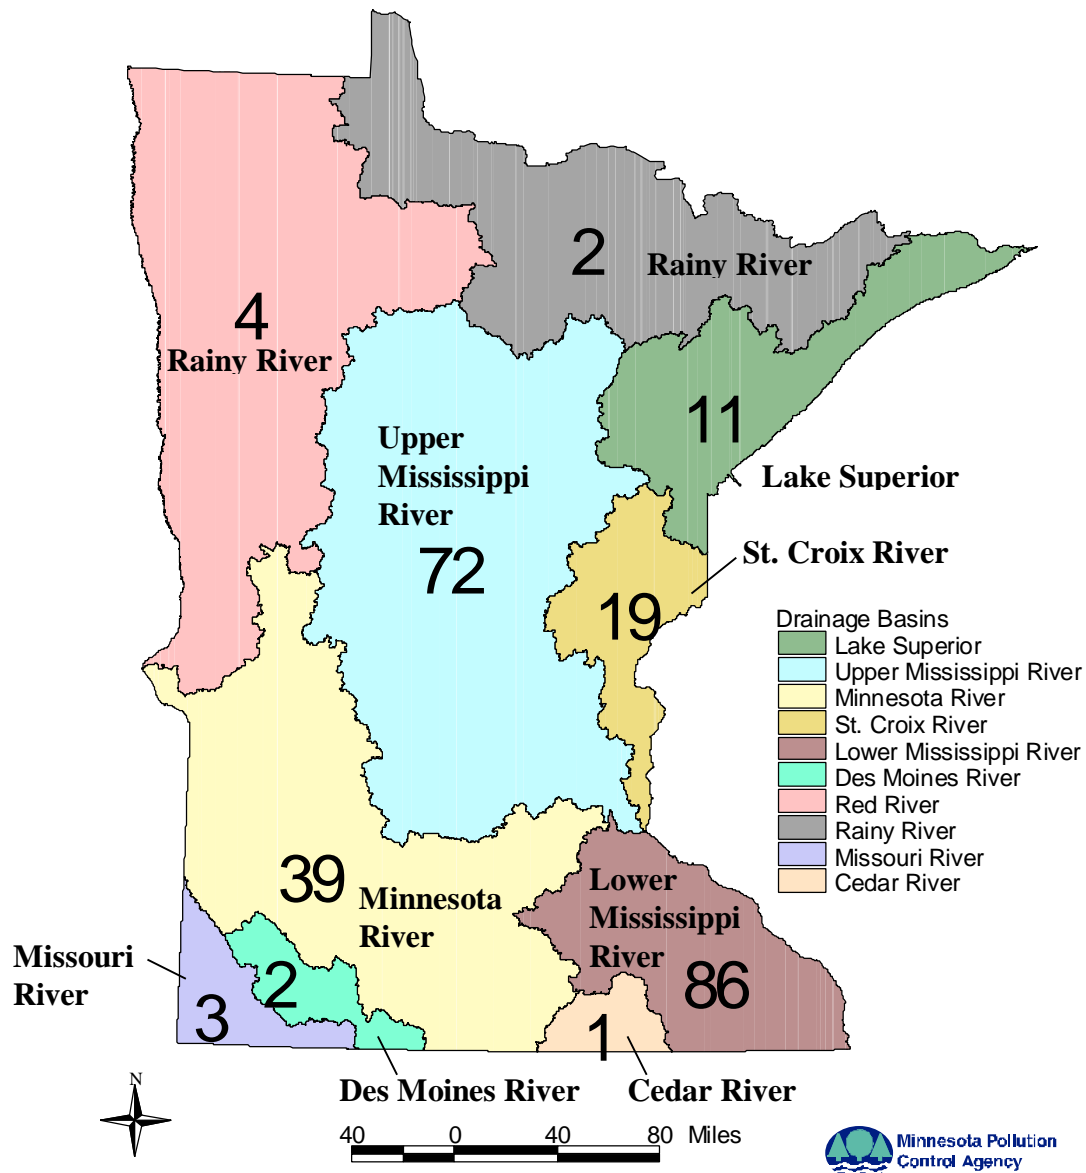 2
Rainy River
4
Rainy River
11
Upper
Mississippi
River
Lake Superior
72
St. Croix River
19
Drainage Basins
Lake Superior
Upper Mississippi River
Minnesota River
St. Croix River
Lower Mississippi River
Des Moines River
Red River
Rainy River
Missouri River
Cedar River
39
Minnesota
River
Lower
Mississippi
River
86
Missouri
River
2
3
1
Des Moines River
Cedar River
N
40 0 40 80 Miles
Minnesota Pollution
Control Agency